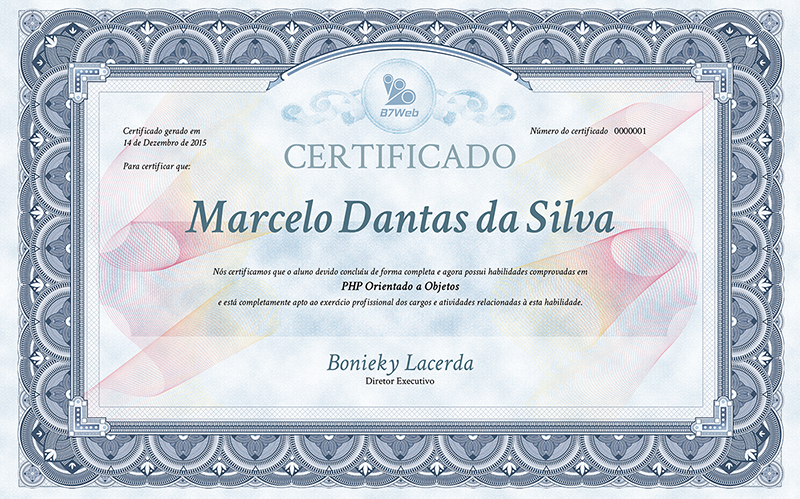 B7Web
Certificado gerado em
14 de Dezembro de 2015
Número do certificado 0000001
Para certificar que:
CERTIFICADO
Marcelo Dantas da Silva
Nós certificamos que o aluno devido concluíu de forma completa e agora possui habilidades comprovadas em
PHP Orientado a Objetos
e está completamente apto ao exercácio profissional dos cargos e atividades relacionadas à esta habilidade.
Bonieky Lacerda
Diretor Executivo